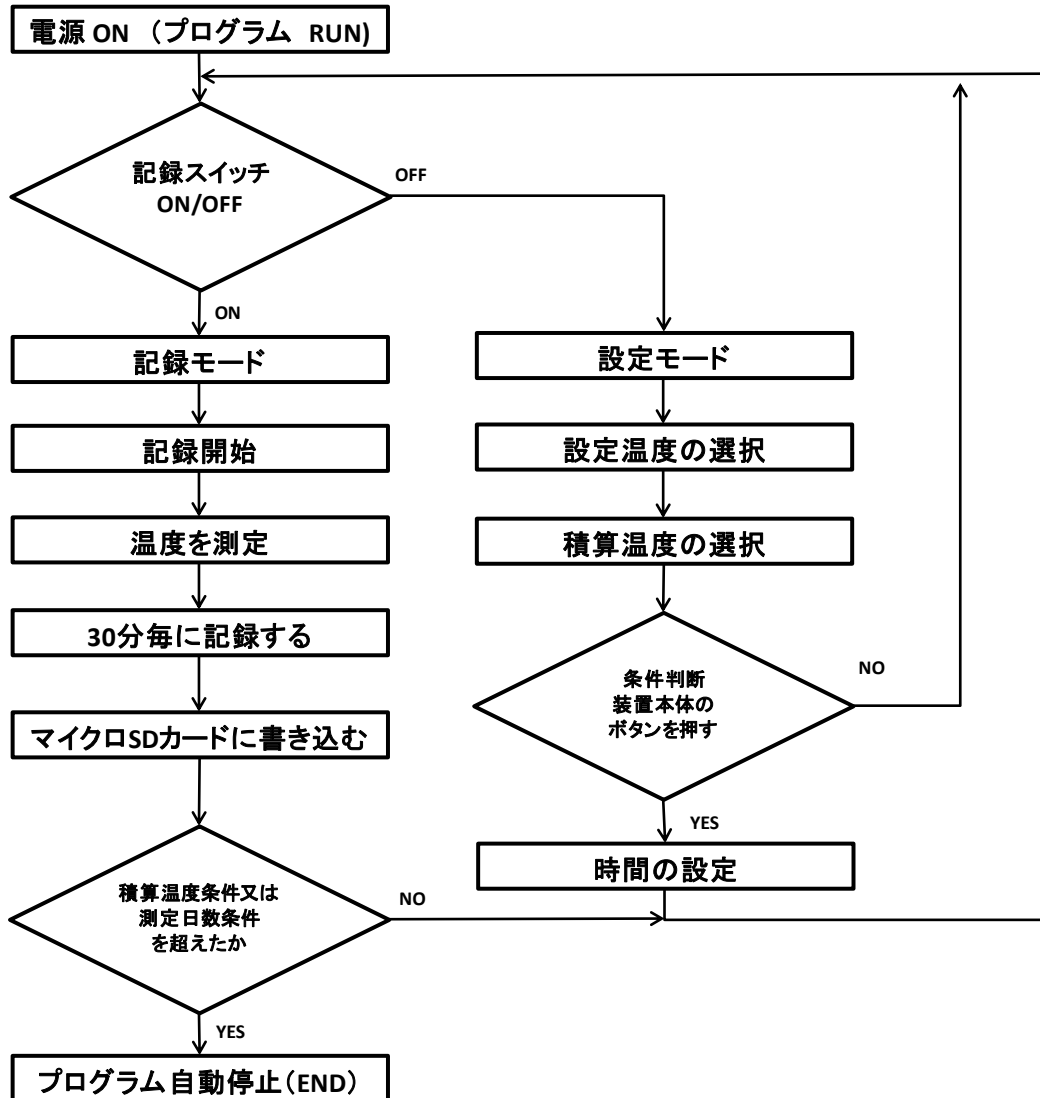 電源 ON （プログラム RUN)
記録スイッチ
ON/OFF
OFF
ON
記録モード
設定モード
記録開始
設定温度の選択
温度を測定
積算温度の選択
30分毎に記録する
条件判断
装置本体の
ボタンを押す
NO
マイクロSDカードに書き込む
YES
時間の設定
積算温度条件又は
測定日数条件
を超えたか
NO
YES
プログラム自動停止（END）